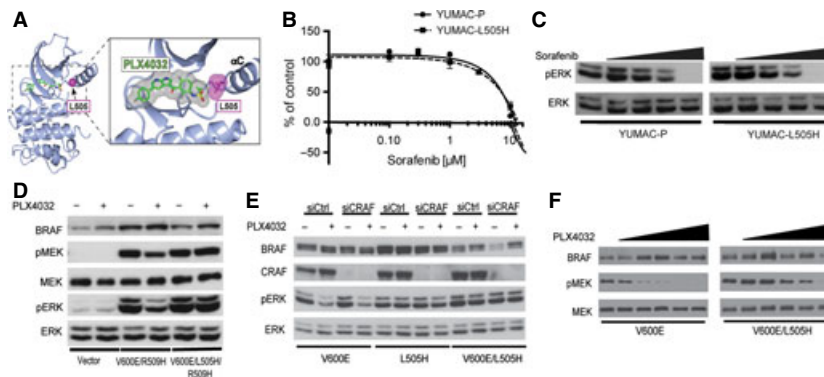 A
PLX4032
αC
L505
L505
B
YUMAC-P
YUMAC-L505H
% of control
150
100
50
0
-50
0.10
1
10
Sorafenib [µM]
C
Sorafenib
pERK
ERK
YUMAC-P
YUMAC-L505H
D
PLX4032
– + – + – +
BRAF
pMEK
MEK
pERK
ERK
Vector
V600E/R509H
V600E/L505H/
R509H
E
siCtrl siCRAF siCtrl siCRAF siCtrl siCRAF
PLX4032
– + – + – + – + – + – +
BRAF
CRAF
pERK
ERK
V600E
L505H
V600E/L505H
F
PLX4032
BRAF
pMEK
MEK
V600E
V600E/L505H